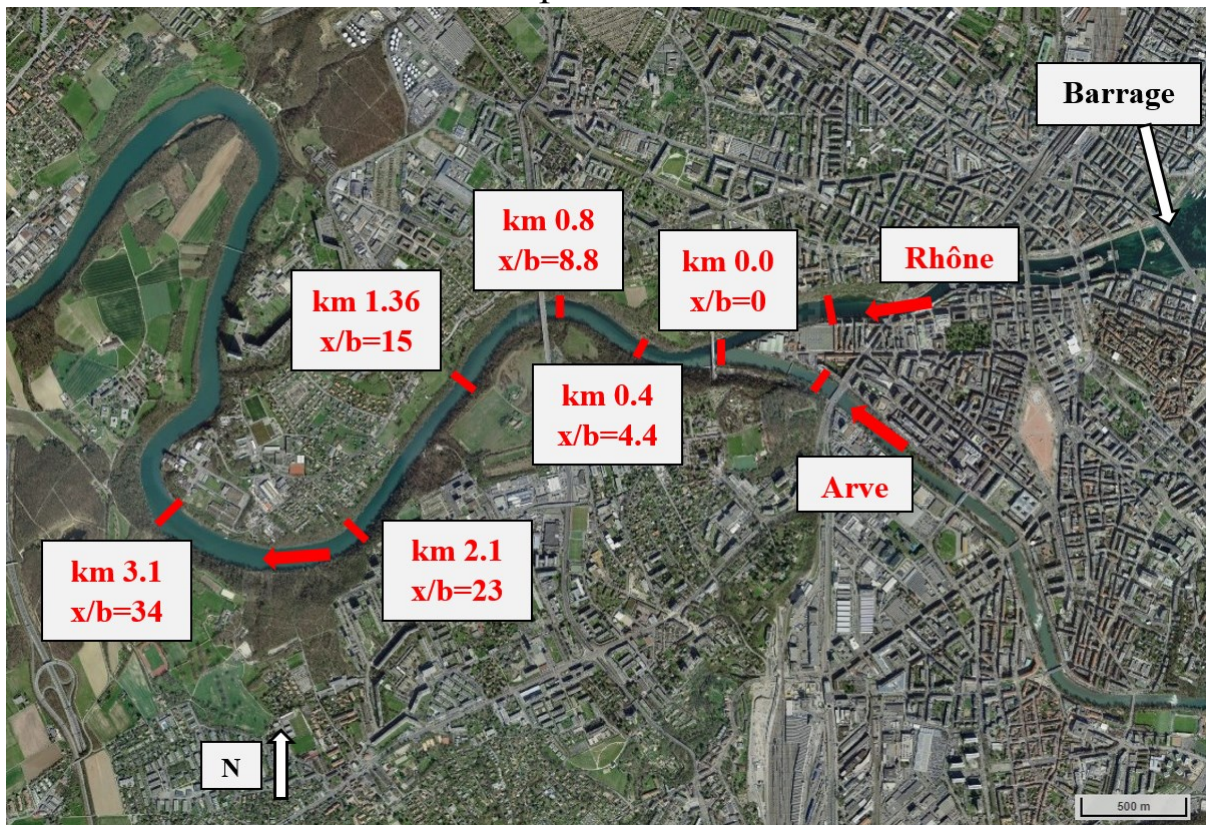 Barrage
km 0.8
x/b=8.8
km 0.0
x/b=0
Rhône
km 1.36
x/b=15
km 0.4
x/b=4.4
Arve
km 3.1
x/b=34
km 2.1
x/b=23
N
500 m